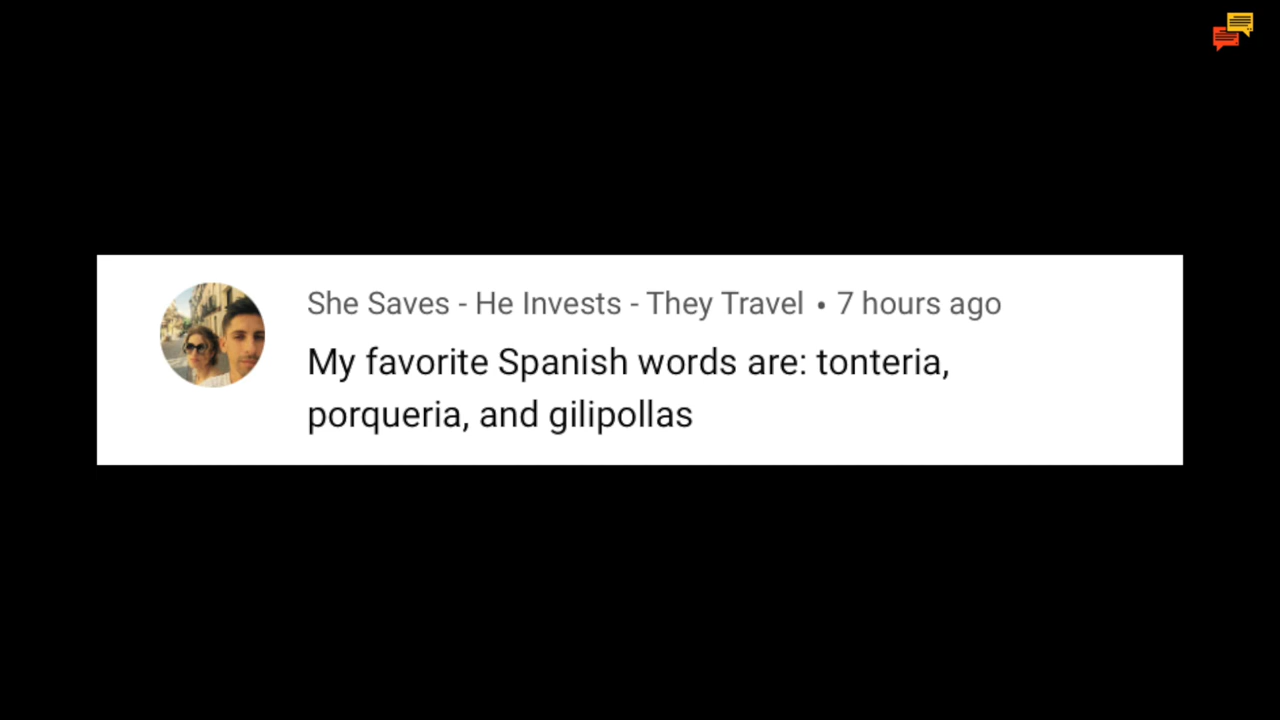 She Saves - He Invests - They Travel • 7 hours ago
My favorite Spanish words are: tonteria,
porqueria, and gilipollas